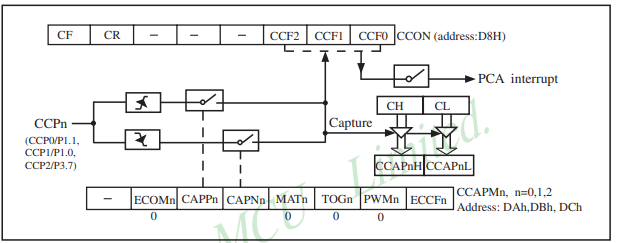 CF CR – – – CCF2 CCF1 CCF0 CCON (address:D8H)
PCA interrupt
CH CL
CCPn
Capture
(CCP0/P1.1,
CCP1/P1.0,
CCP2/P3.7)
CCAPnH CCAPnL
– ECOMn CAPPn CAPNn MATn TOGn PWMn ECCFn
CCAPMn, n=0,1,2
Address: DAh,DBh, DCh
0 0 0 0
MCU Limited.